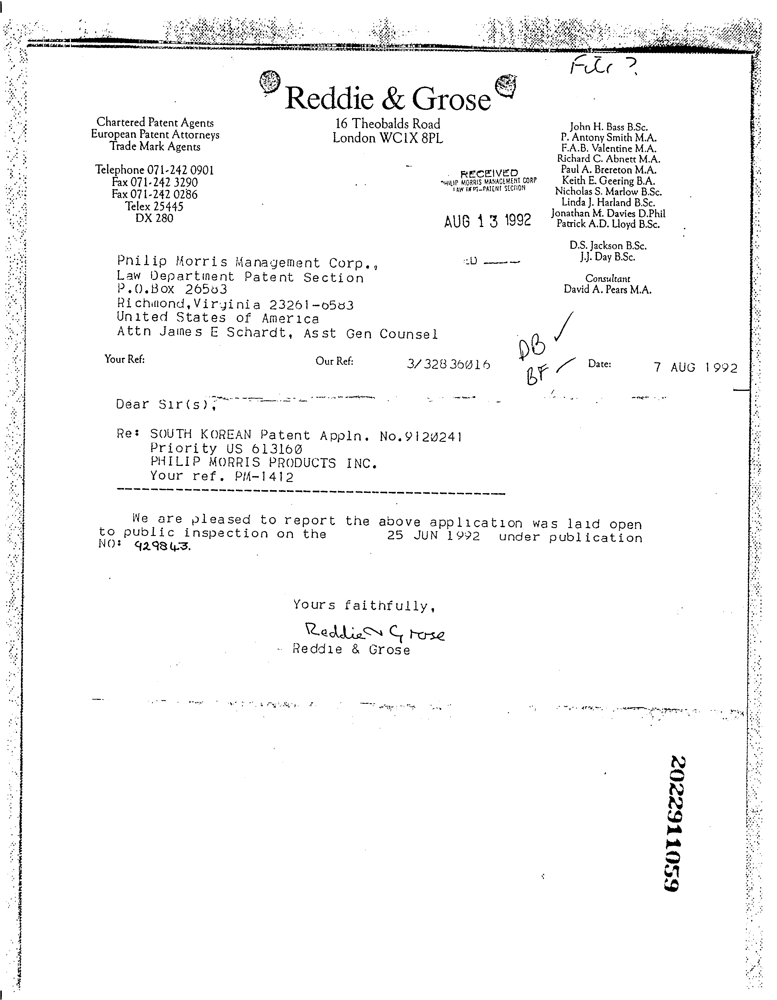 Reddie & Grose
16 Theobalds Road
London WC1X 8PL
Chartered Patent Agents
European Patent Attorneys
Trade Mark Agents
Telephone 071-242 0901
Fax 071-242 3290
Fax 071-242 0286
Telex 25445
DX 280
John H. Bass B.Sc.
P. Antony Smith M.A.
F.A.B. Valentine M.A.
Richard C. Abnett M.A.
Paul A. Brereton M.A.
Keith E. Geering B.A.
Nicholas S. Marlow B.Sc.
Linda J. Harland B.Sc.
Jonathan M. Davies D.Phil
Patrick A.D. Lloyd B.Sc.
D.S. Jackson B.Sc.
J.J. Day B.Sc.
Consultant
David A. Pears M.A.
RECEIVED
PHILIP MORRIS MANAGEMENT CORP
LAW DEPT-PATENT SECTION
AUG 13 1992
Philip Morris Management Corp.,
Law Department Patent Section
P.O.Box 26583
Richmond,Virginia 23261-6583
United States of America
Attn James E Schardt, Asst Gen Counsel
DB
BF
Your Ref:
Our Ref: 3/32836016
Date: 7 AUG 1992
Dear Sir(s),
Re: SOUTH KOREAN Patent Appln. No.9120241
Priority US 613160
PHILIP MORRIS PRODUCTS INC.
Your ref. PM-1412
We are pleased to report the above application was laid open
to public inspection on the 25 JUN 1992 under publication
NO: 929843.
Yours faithfully,
Reddie & Grose
Reddie & Grose
2022911059